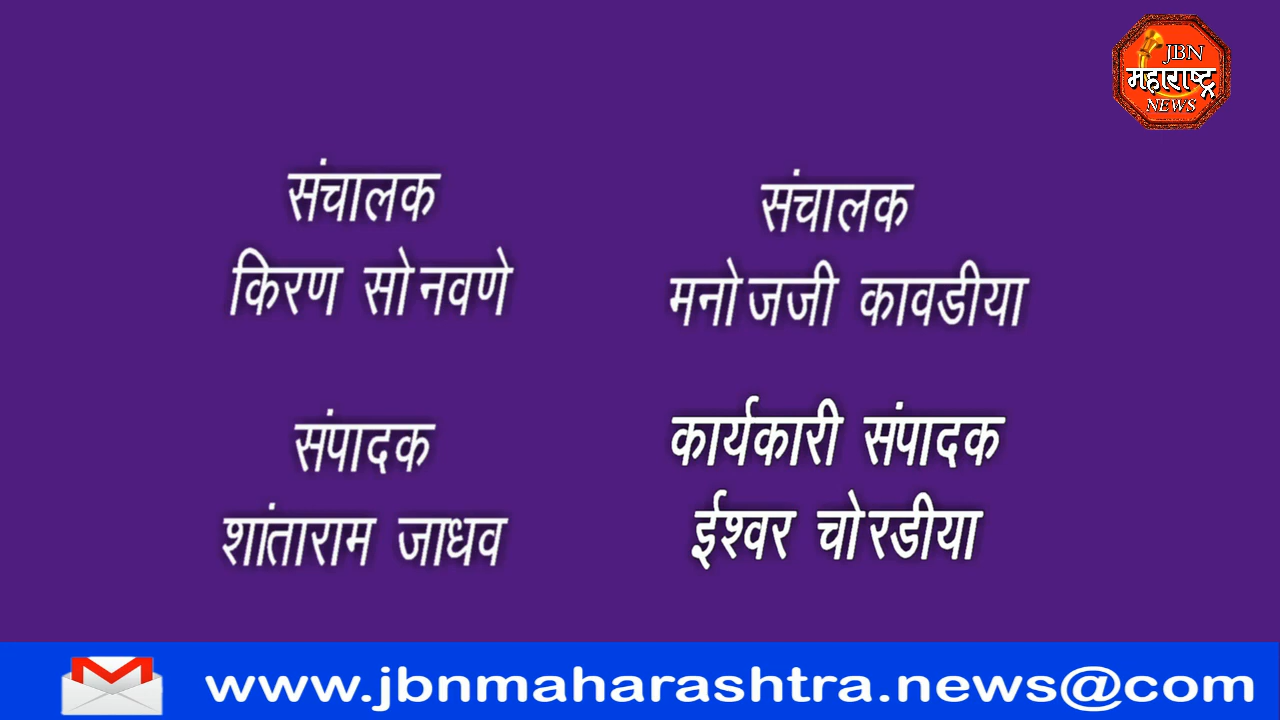 JBN
महाराष्ट्र
NEWS
संचालक
किरण सोनवणे
संचालक
मनोजजी कावडीया
संपादक
शांताराम जाधव
कार्यकारी संपादक
ईश्वर चोरडीया
www.jbnmaharashtra.news@com